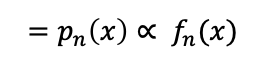 = pₙ(x) ∝ fₙ(x)